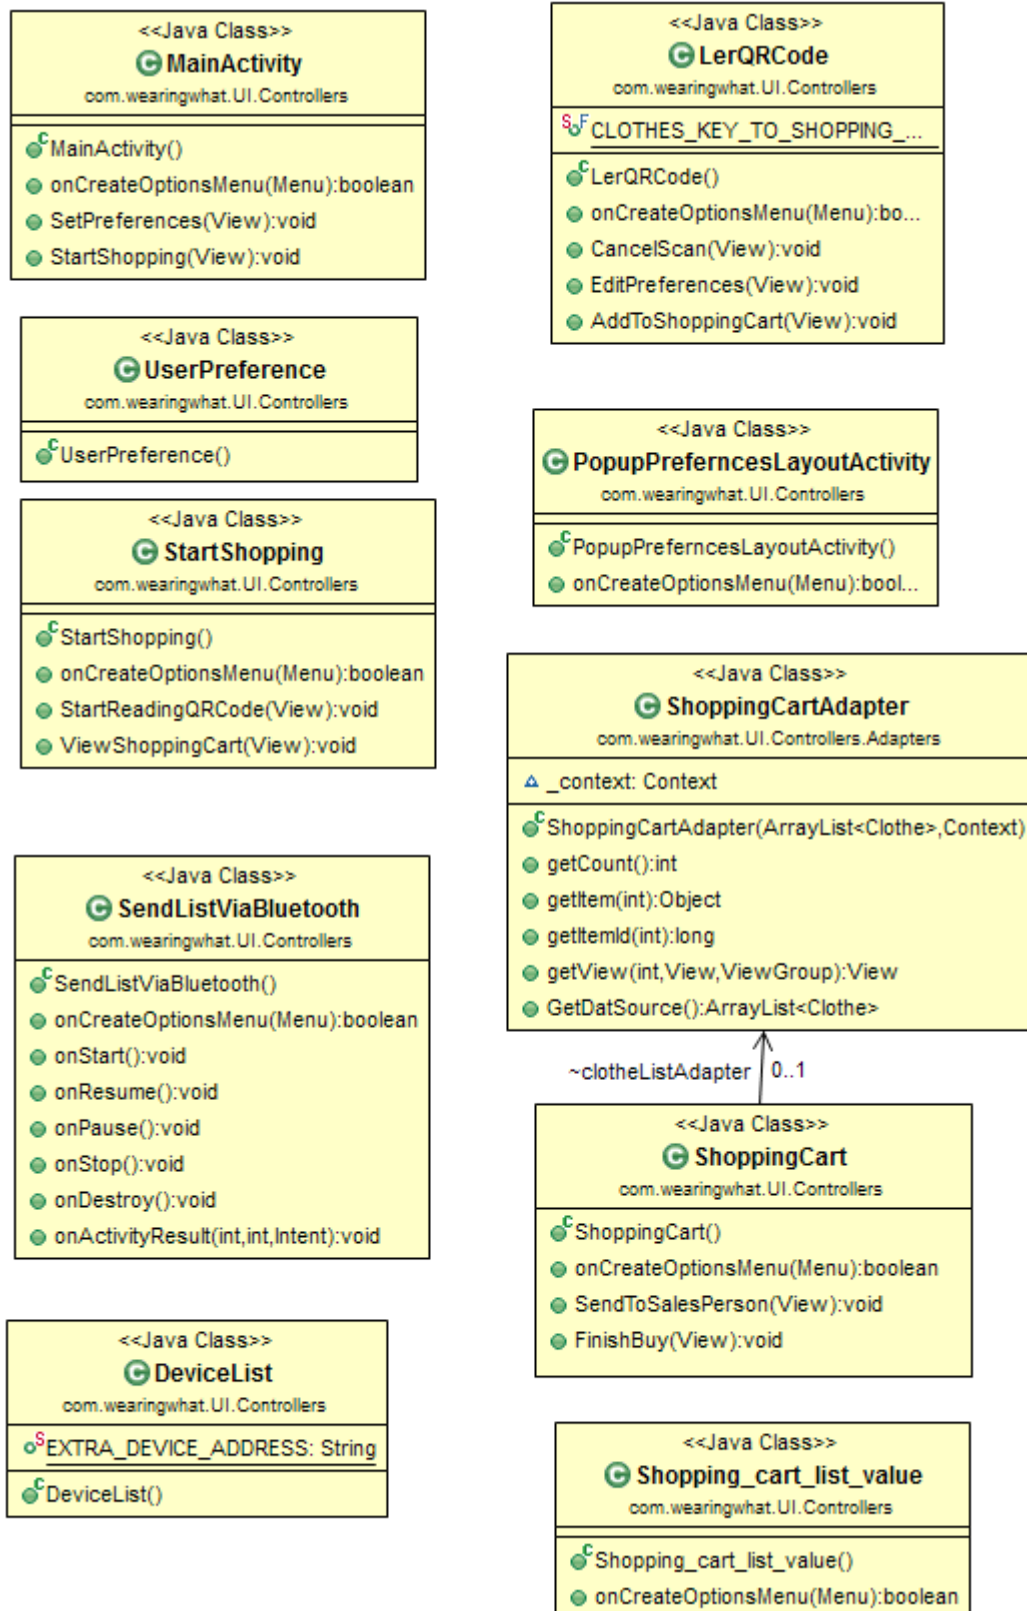 <<Java Class>>
MainActivity
com.wearingwhat.UI.Controllers
MainActivity()
onCreateOptionsMenu(Menu):boolean
SetPreferences(View):void
StartShopping(View):void
<<Java Class>>
UserPreference
com.wearingwhat.UI.Controllers
UserPreference()
<<Java Class>>
StartShopping
com.wearingwhat.UI.Controllers
StartShopping()
onCreateOptionsMenu(Menu):boolean
StartReadingQRCode(View):void
ViewShoppingCart(View):void
<<Java Class>>
SendListViaBluetooth
com.wearingwhat.UI.Controllers
SendListViaBluetooth()
onCreateOptionsMenu(Menu):boolean
onStart():void
onResume():void
onPause():void
onStop():void
onDestroy():void
onActivityResult(int,int,Intent):void
<<Java Class>>
DeviceList
com.wearingwhat.UI.Controllers
EXTRA_DEVICE_ADDRESS: String
DeviceList()
<<Java Class>>
LerQRCode
com.wearingwhat.UI.Controllers
CLOTHES_KEY_TO_SHOPPING_...
LerQRCode()
onCreateOptionsMenu(Menu):bo...
CancelScan(View):void
EditPreferences(View):void
AddToShoppingCart(View):void
<<Java Class>>
PopupPreferncesLayoutActivity
com.wearingwhat.UI.Controllers
PopupPreferncesLayoutActivity()
onCreateOptionsMenu(Menu):bool...
<<Java Class>>
ShoppingCartAdapter
com.wearingwhat.UI.Controllers.Adapters
_context: Context
ShoppingCartAdapter(ArrayList<Clothe>,Context)
getCount():int
getItem(int):Object
getItemId(int):long
getView(int,View,ViewGroup):View
GetDatSource():ArrayList<Clothe>
~clotheListAdapter 0..1
<<Java Class>>
ShoppingCart
com.wearingwhat.UI.Controllers
ShoppingCart()
onCreateOptionsMenu(Menu):boolean
SendToSalesPerson(View):void
FinishBuy(View):void
<<Java Class>>
Shopping_cart_list_value
com.wearingwhat.UI.Controllers
Shopping_cart_list_value()
onCreateOptionsMenu(Menu):boolean